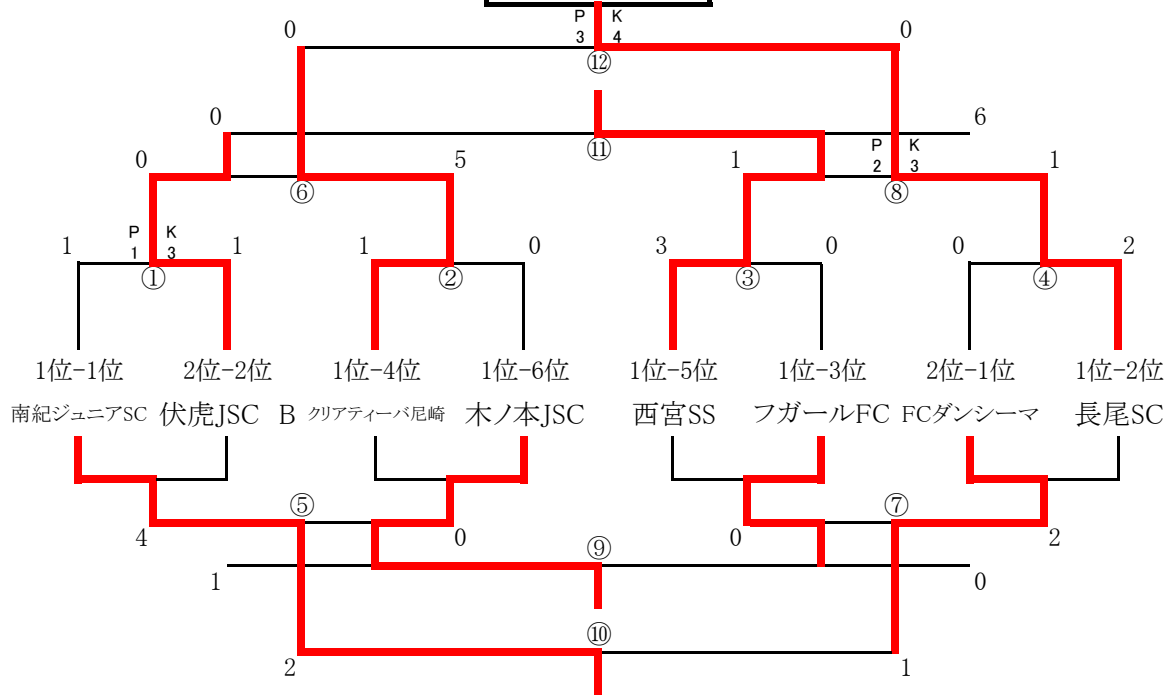 P K
0 3 4 0
⑫
0 ⑪ 6
0 5 1 P K 1
2 3
⑥ ⑧
P K
1 1 3 1 1 0 3 0 0 2
① ② ③ ④
1位-1位 2位-2位 1位-4位 1位-6位 1位-5位 1位-3位 2位-1位 1位-2位
南紀ジュニアSC 伏虎JSC B クリアティーバ尼崎 木ノ本JSC 西宮SS フガールFC FCダンシーマ 長尾SC
⑤ ⑦
4 0 0 2
⑨
1 0
⑩
2 1